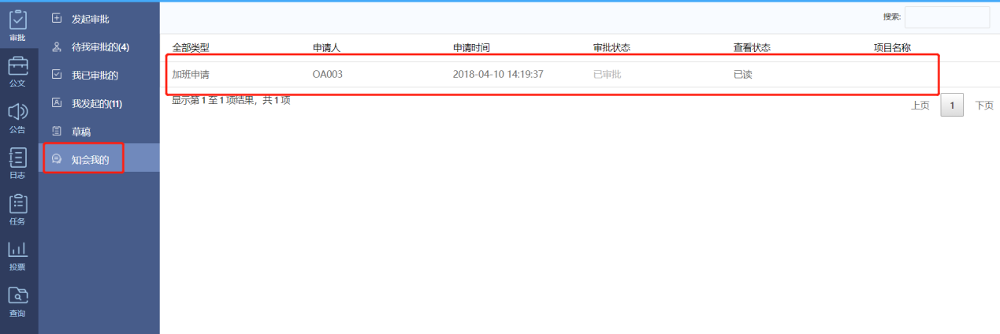 审批
公文
公告
日志
任务
投票
查询
发起审批
待我审批的(4)
我已审批的
我发起的(11)
草稿
知会我的
搜索:
全部类型 申请人 申请时间 审批状态 查看状态 项目名称
加班申请 OA003 2018-04-10 14:19:37 已审批 已读
显示第 1 至 1 项结果，共 1 项
上页 1 下页